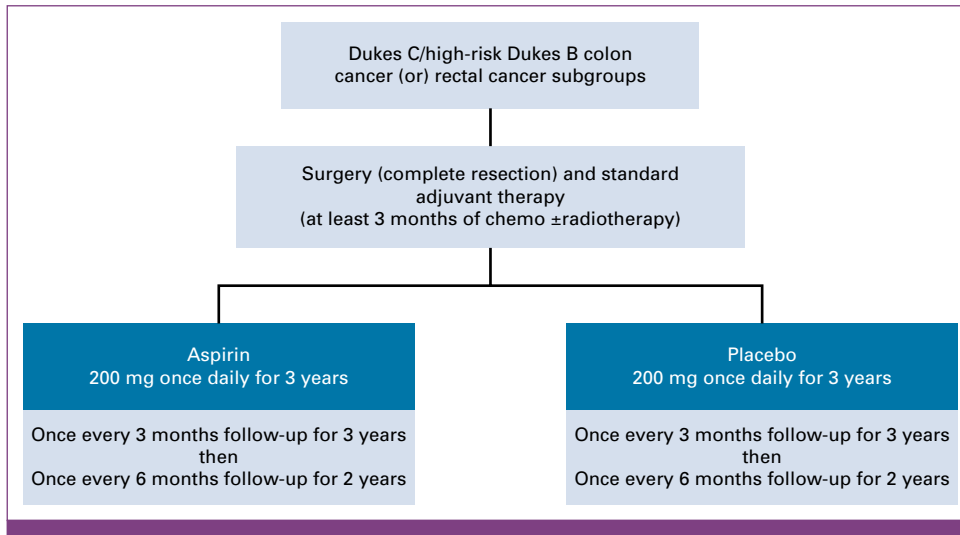 Dukes C/high-risk Dukes B colon
cancer (or) rectal cancer subgroups
Surgery (complete resection) and standard
adjuvant therapy
(at least 3 months of chemo ±radiotherapy)
Aspirin
200 mg once daily for 3 years
Once every 3 months follow-up for 3 years
then
Once every 6 months follow-up for 2 years
Placebo
200 mg once daily for 3 years
Once every 3 months follow-up for 3 years
then
Once every 6 months follow-up for 2 years